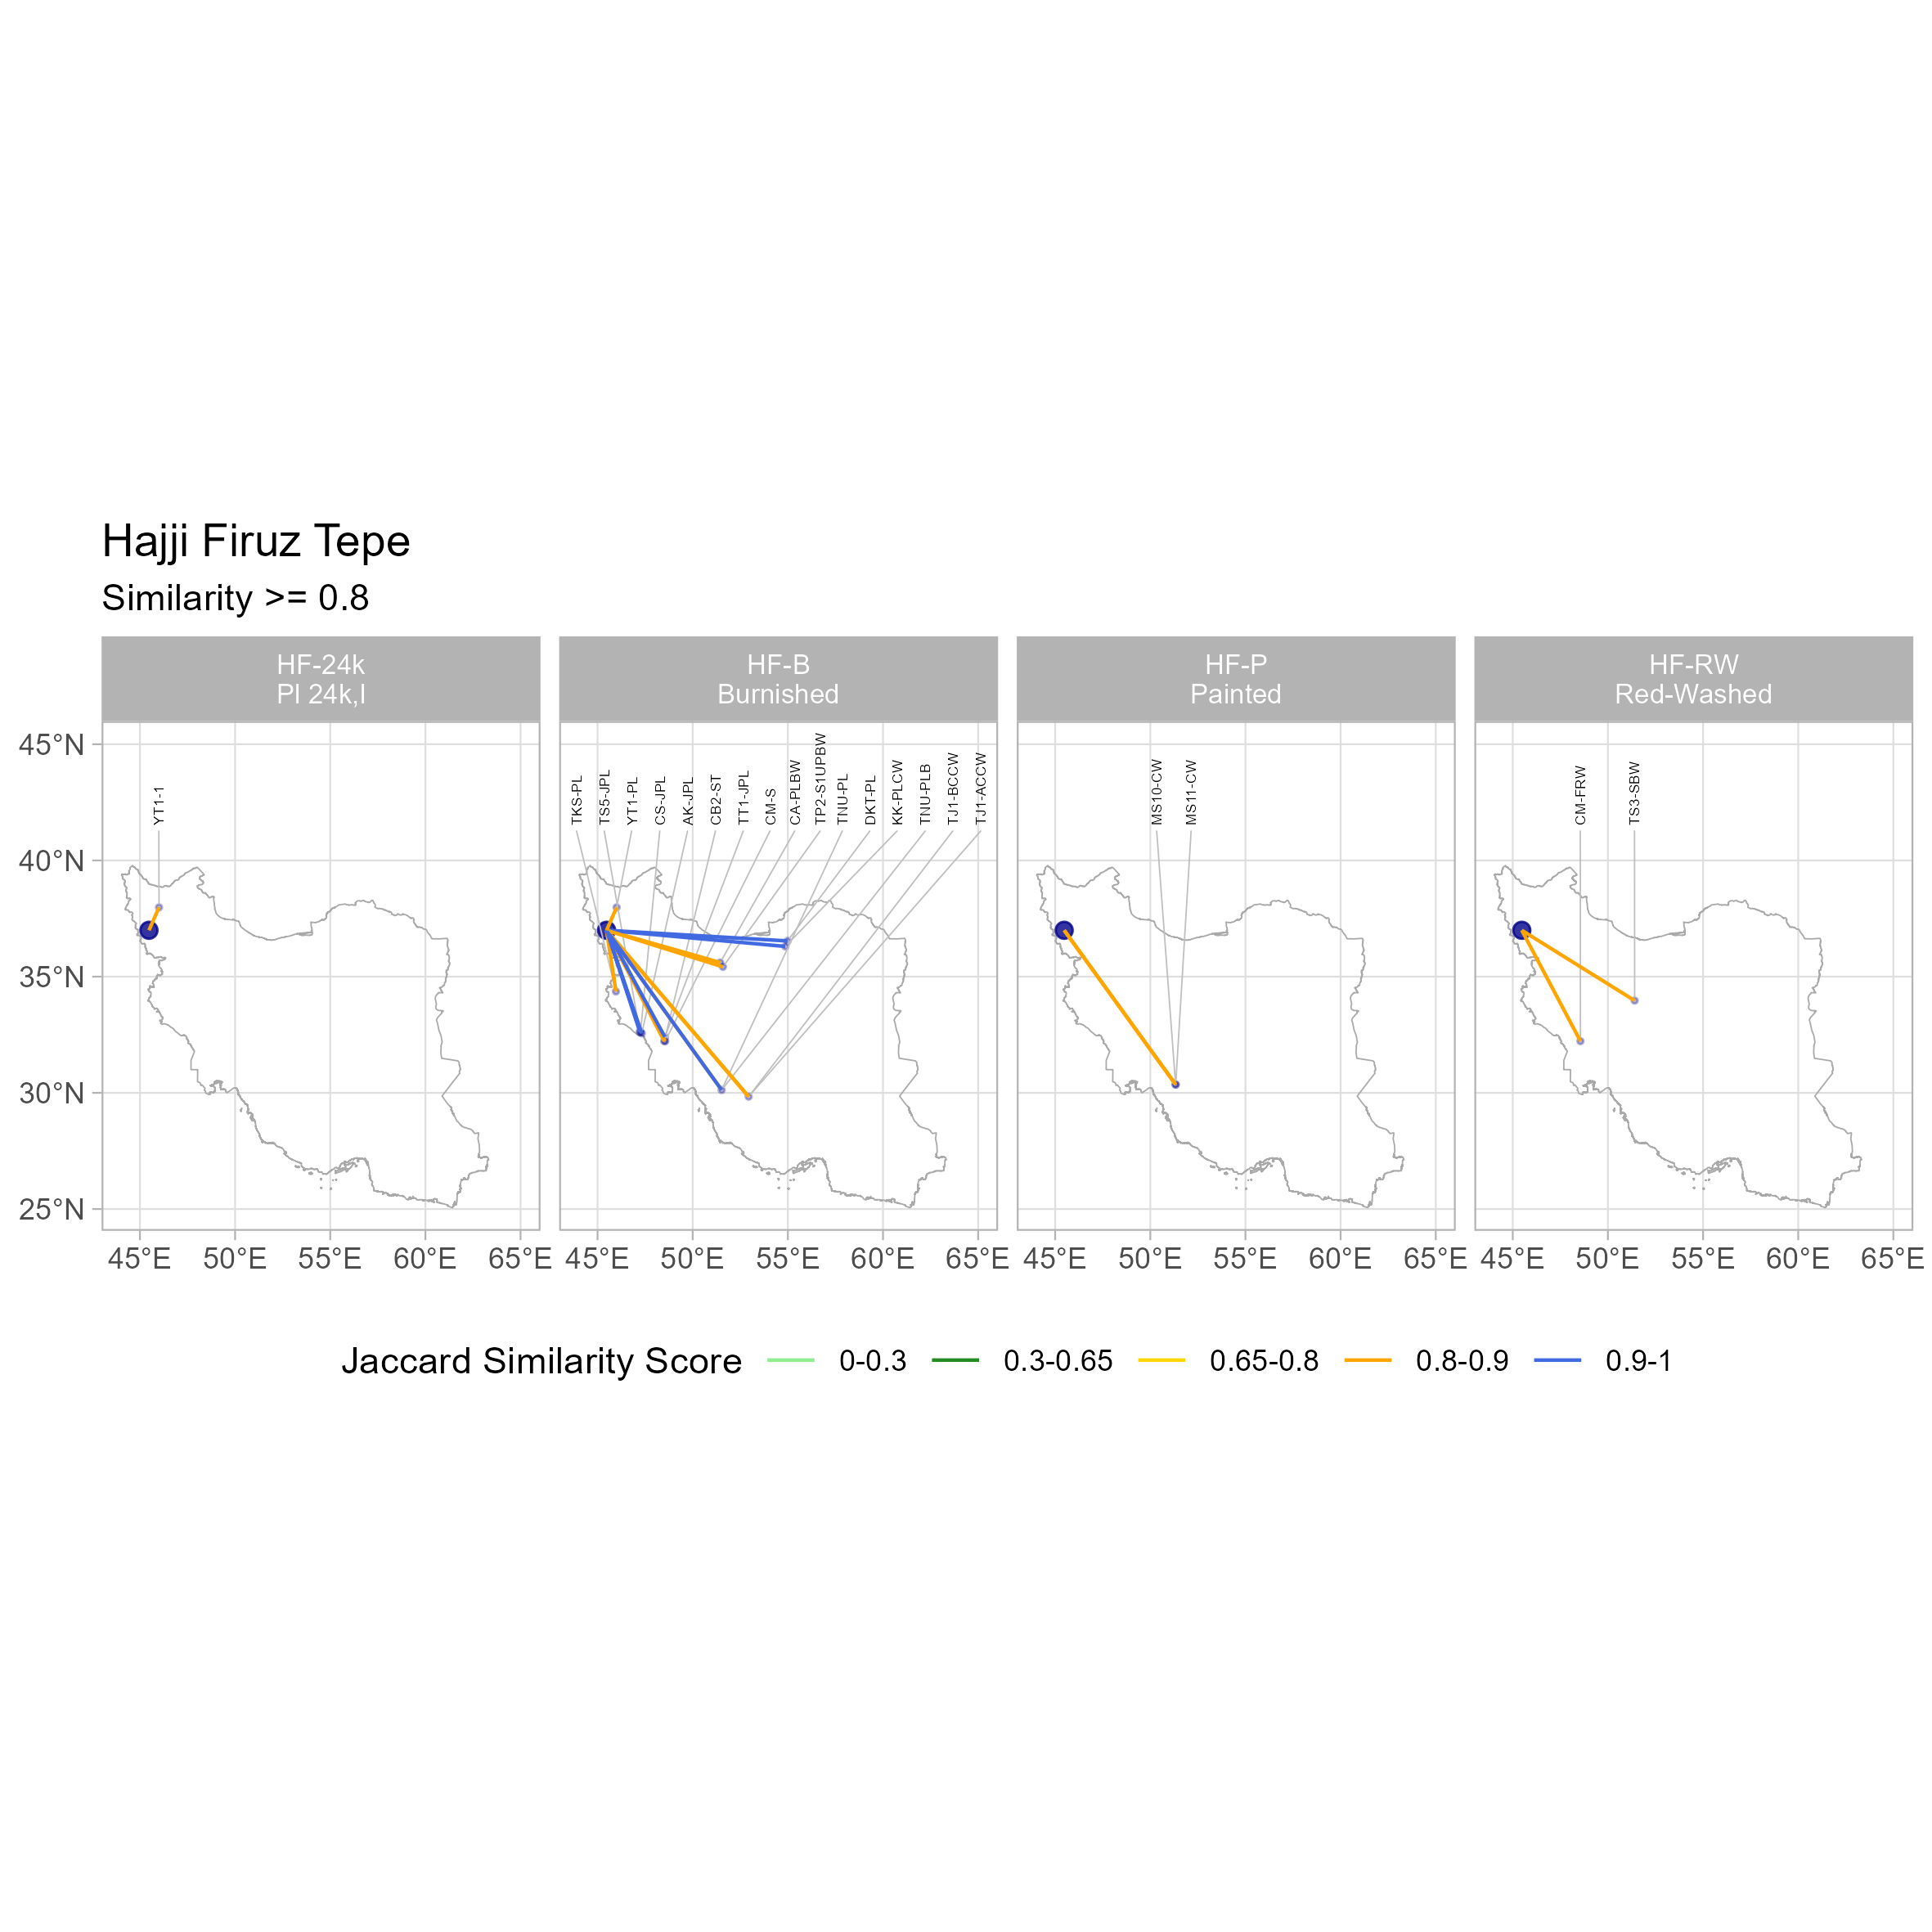 Hajji Firuz Tepe
Similarity >= 0.8
HF-24k
Pl 24k,l
HF-B
Burnished
HF-P
Painted
HF-RW
Red-Washed
45°N
40°N
35°N
30°N
25°N
YT1-1
TKS-PL
TS5-JPL
YT1-PL
CS-JPL
AK-JPL
CB2-ST
TT1-JPL
CM-S
CA-PLBW
TP2-S1UPBW
TNU-PL
DKT-PL
KK-PLCW
TNU-PLB
TJ1-BCCW
TJ1-ACCW
MS10-CW
MS11-CW
CM-FRW
TS3-SBW
45°E 50°E 55°E 60°E 65°E
45°E 50°E 55°E 60°E 65°E
45°E 50°E 55°E 60°E 65°E
45°E 50°E 55°E 60°E 65°E
Jaccard Similarity Score 0-0.3 0.3-0.65 0.65-0.8 0.8-0.9 0.9-1